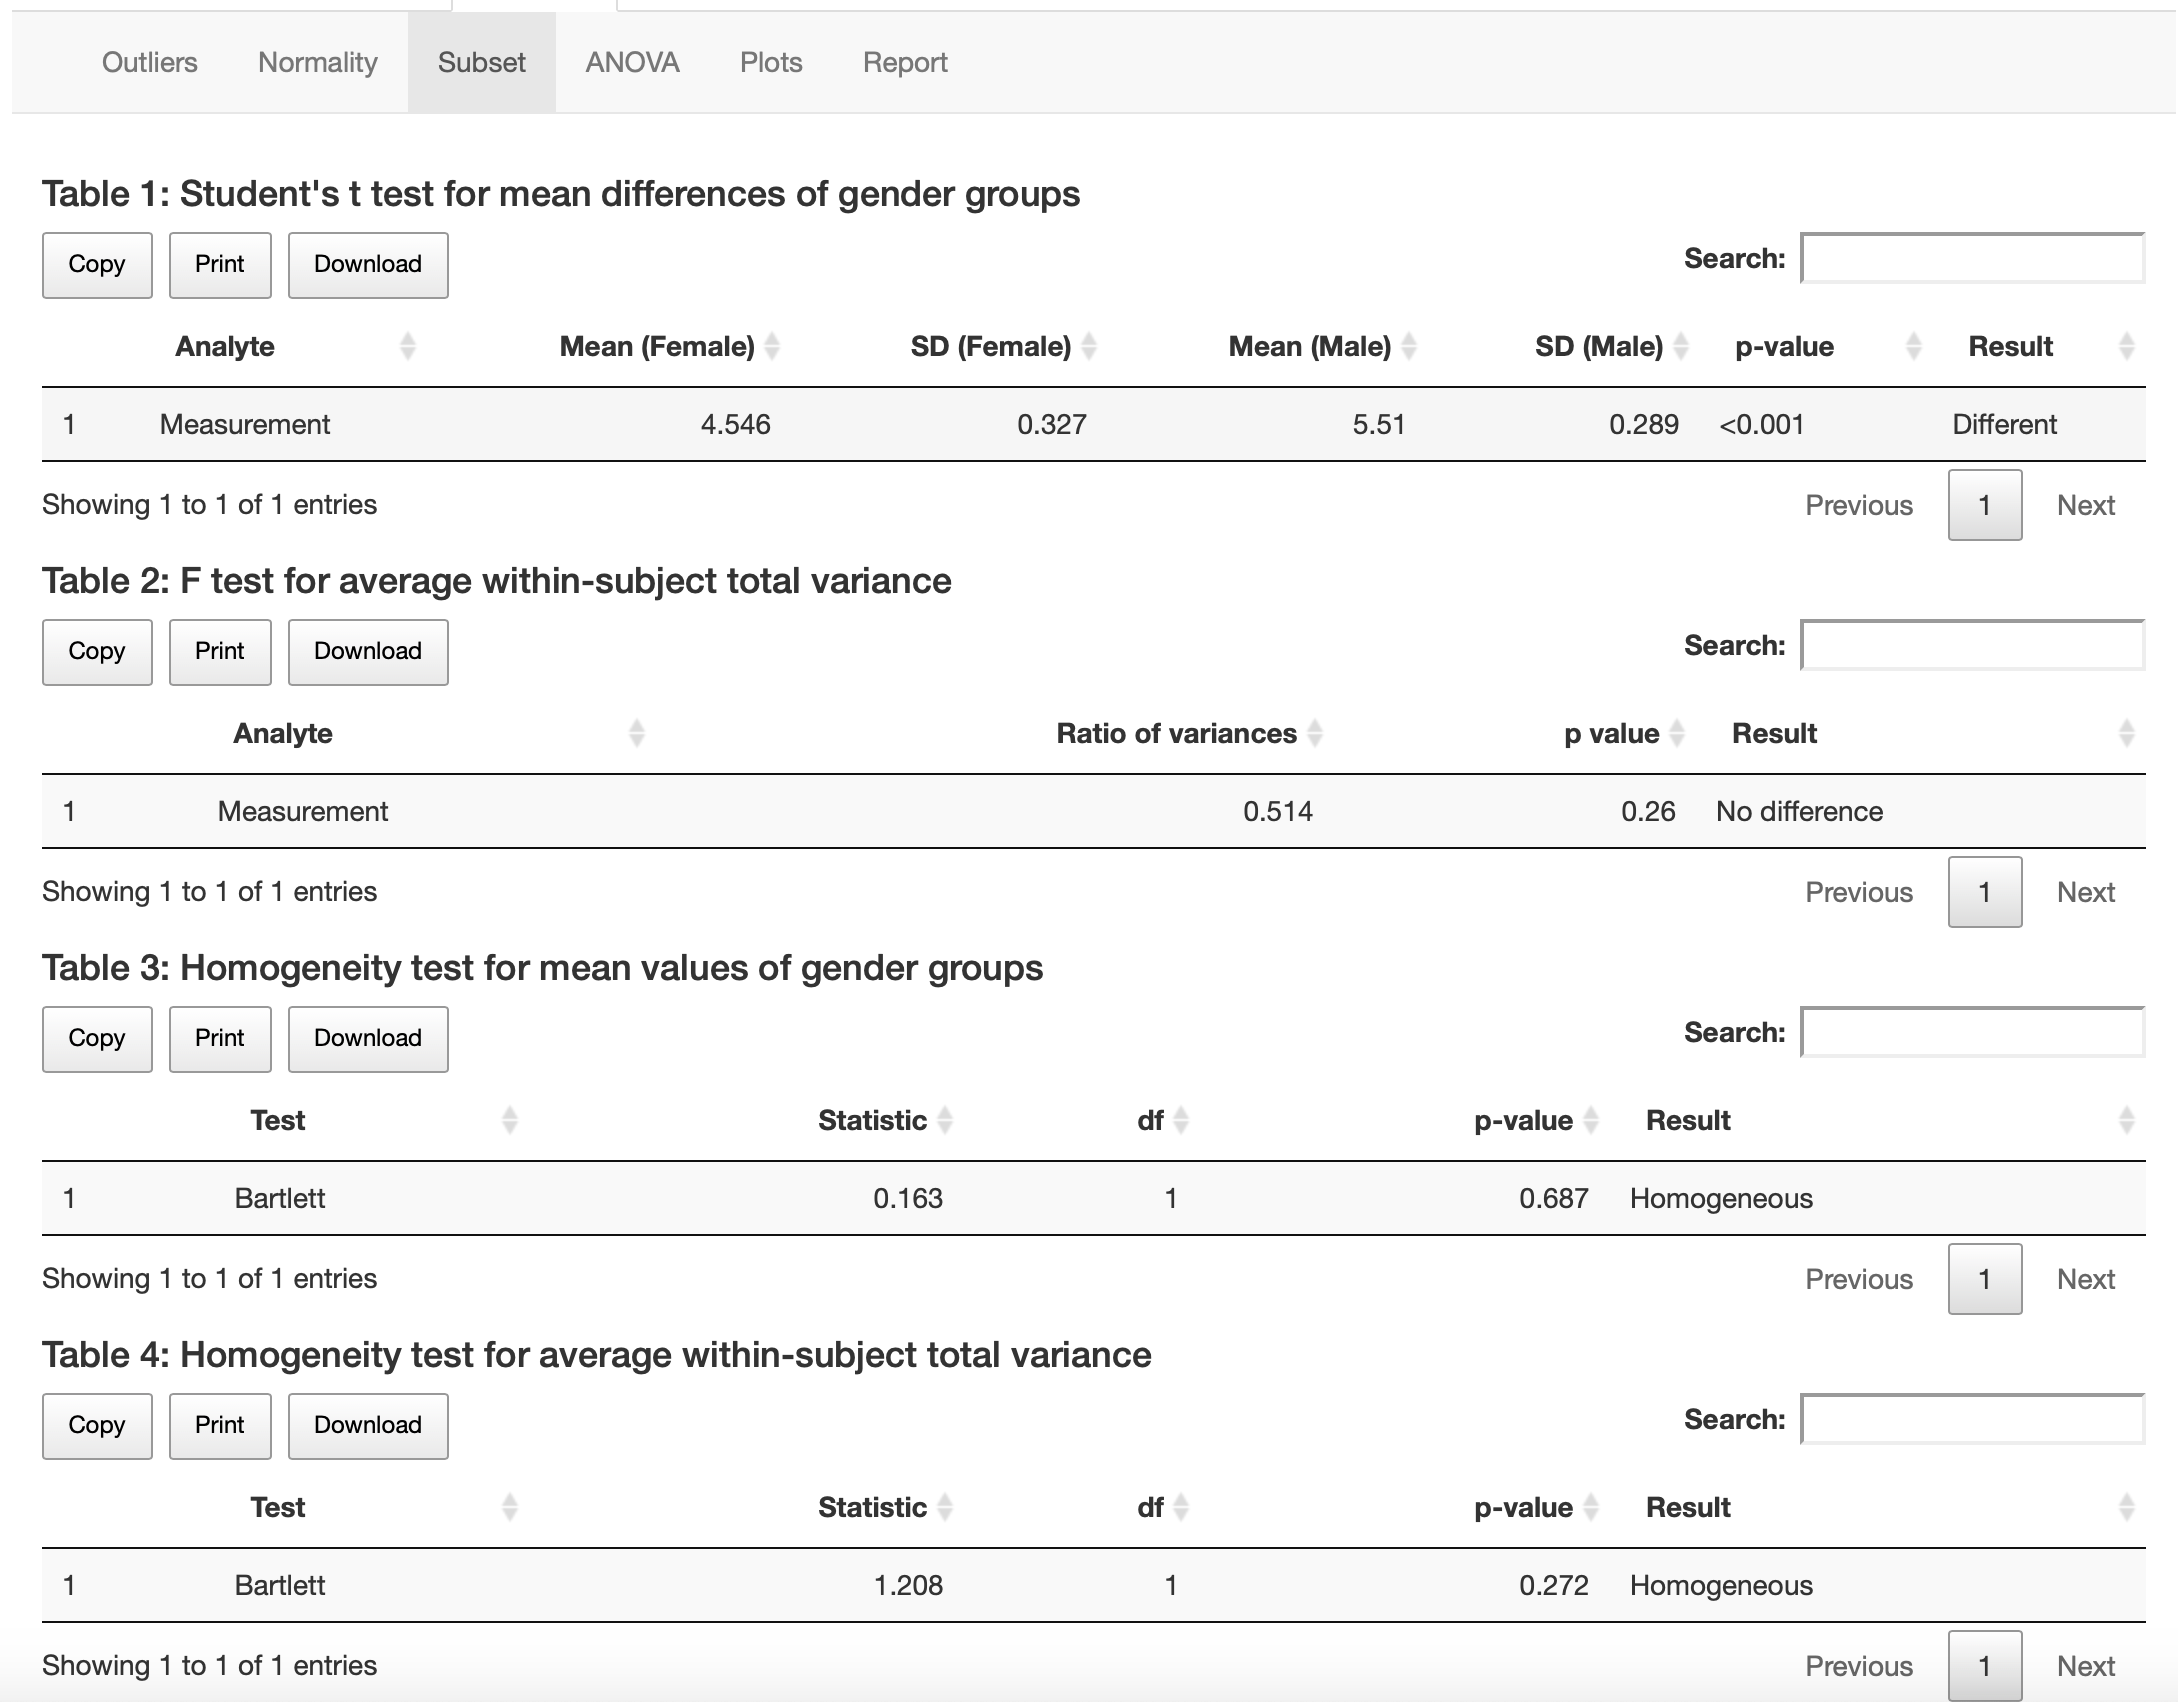 Outliers Normality Subset ANOVA Plots Report
Table 1: Student's t test for mean differences of gender groups
Copy Print Download Search:
Analyte Mean (Female) SD (Female) Mean (Male) SD (Male) p-value Result
1 Measurement 4.546 0.327 5.51 0.289 <0.001 Different
Showing 1 to 1 of 1 entries Previous 1 Next
Table 2: F test for average within-subject total variance
Copy Print Download Search:
Analyte Ratio of variances p value Result
1 Measurement 0.514 0.26 No difference
Showing 1 to 1 of 1 entries Previous 1 Next
Table 3: Homogeneity test for mean values of gender groups
Copy Print Download Search:
Test Statistic df p-value Result
1 Bartlett 0.163 1 0.687 Homogeneous
Showing 1 to 1 of 1 entries Previous 1 Next
Table 4: Homogeneity test for average within-subject total variance
Copy Print Download Search:
Test Statistic df p-value Result
1 Bartlett 1.208 1 0.272 Homogeneous
Showing 1 to 1 of 1 entries Previous 1 Next